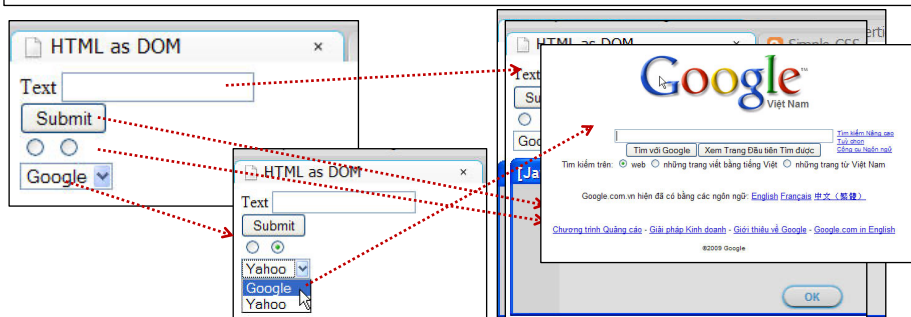 HTML as DOM ×
Text
Submit
Google
HTML as DOM ×
Text
Submit
Yahoo
Google
Yahoo
HTML as DOM
Simple CSS
Text
Su
Goo
[Ja
Google™
Việt Nam
Tìm với Google Xem Trang Đầu tiên Tìm được
Tìm kiếm Nâng cao
Tuỳ chọn
Công cụ Ngôn ngữ
Tìm kiếm trên: web những trang viết bằng tiếng Việt những trang từ Việt Nam
Google.com.vn hiện đã có bằng các ngôn ngữ: English Français 中文 (繁體)
Chương trình Quảng cáo - Giải pháp Kinh doanh - Giới thiệu về Google - Google.com in English
©2009 Google
OK